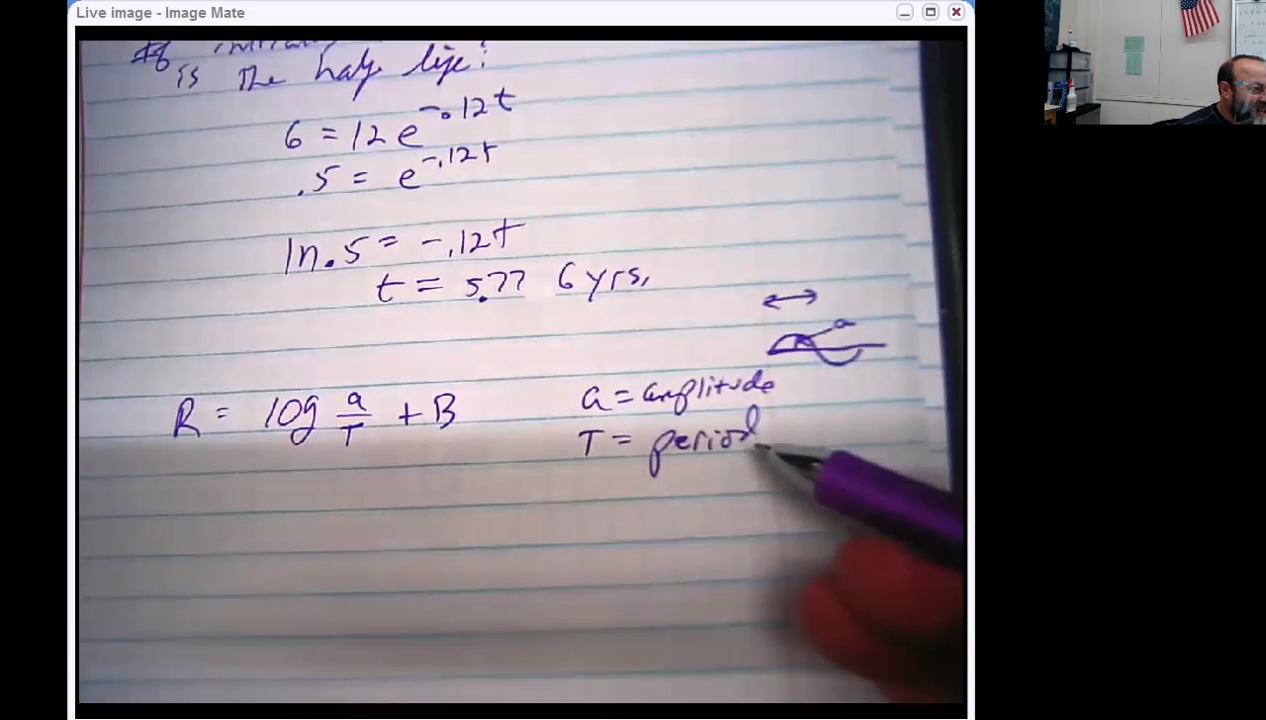 Live image - Image Mate
is the half life?
6 = 12 e^-.12t
.5 = e^-.12t
ln .5 = -.12t
t = 5.77 6 yrs.
a
R = log a/T + B
a = amplitude
T = period